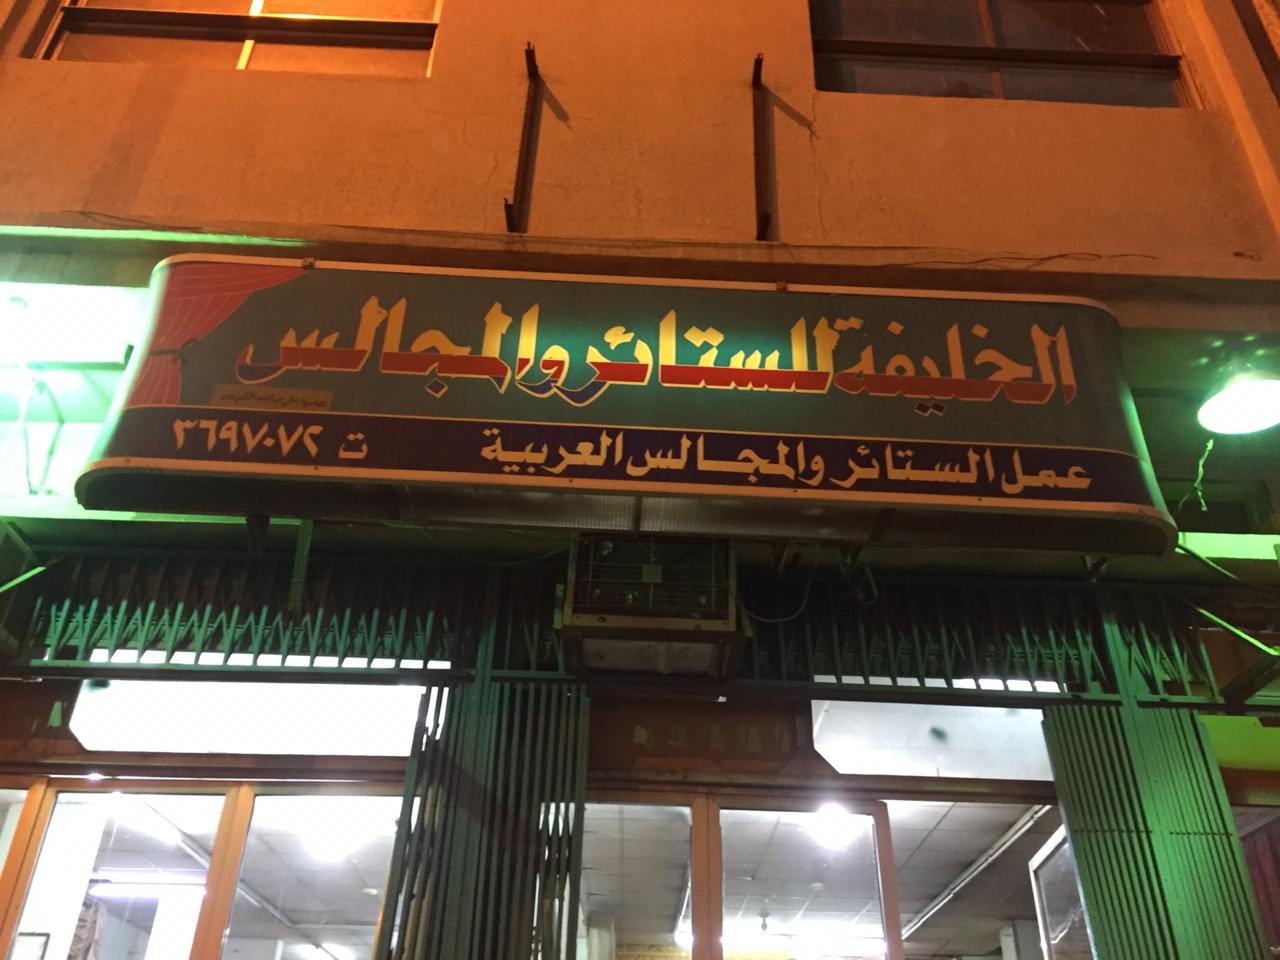 الخليفة للستائر والمجالس
عمل الستائر والمجالس العربية ت ٣٦٩٧٠٧٢